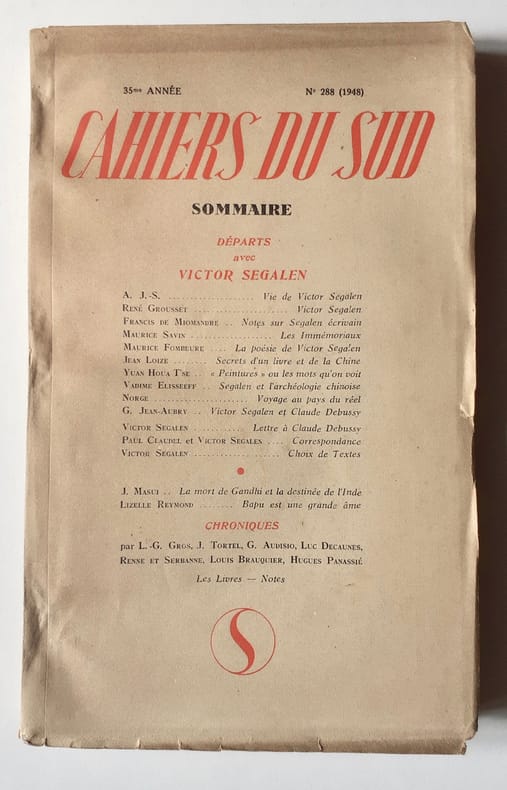 35me ANNÉE
N° 288 (1948)
CAHIERS DU SUD
SOMMAIRE
DÉPARTS
avec
VICTOR SEGALEN
A. J.-S. .................... Vie de Victor Segalen
RENÉ GROUSSET ................ Victor Segalen
FRANCIS DE MIOMANDRE .. Notes sur Segalen écrivain
MAURICE SAVIN .............. Les Immémoriaux
MAURICE FOMBEURE .... La poésie de Victor Segalen
JEAN LOIZE ........ Secrets d'un livre et de la Chine
YUAN HOUA TSE .. « Peintures » ou les mots qu'on voit
VADIME ELISSEEFF .. Segalen et l'archéologie chinoise
NORGE ...................... Voyage au pays du réel
G. JEAN-AUBRY .. Victor Segalen et Claude Debussy
VICTOR SEGALEN ........... Lettre à Claude Debussy
PAUL CLAUDEL et VICTOR SEGALEN .... Correspondance
VICTOR SEGALEN .................... Choix de Textes
J. MASUI .. La mort de Gandhi et la destinée de l'Inde
LIZELLE REYMOND ........ Bapu est une grande âme
CHRONIQUES
par L.-G. GROS, J. TORTEL, G. AUDISIO, LUC DECAUNES,
RENNE ET SERBANNE, LOUIS BRAUQUIER, HUGUES PANASSIÉ
Les Livres — Notes
S